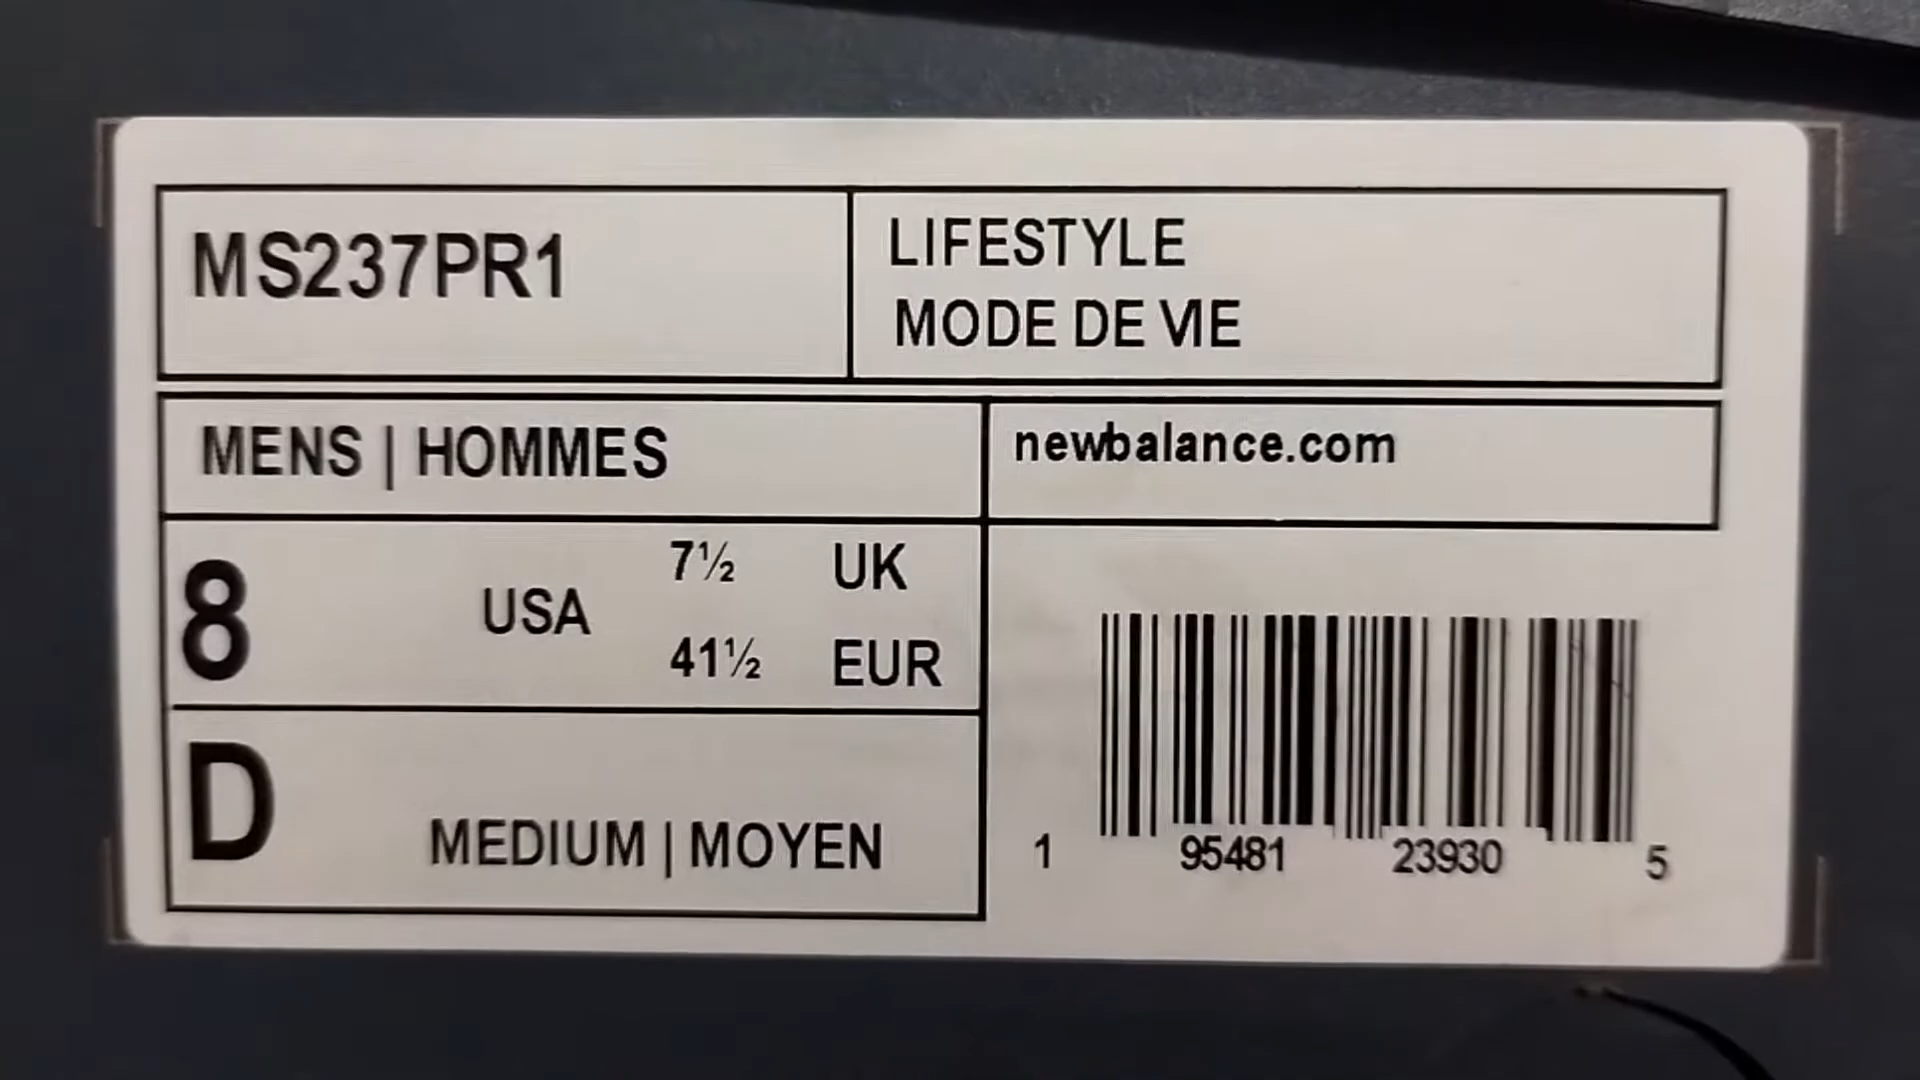 MS237PR1
LIFESTYLE
MODE DE VIE
MENS | HOMMES
newbalance.com
8 USA
7½ UK
41½ EUR
D
MEDIUM | MOYEN
1 95481 23930 5